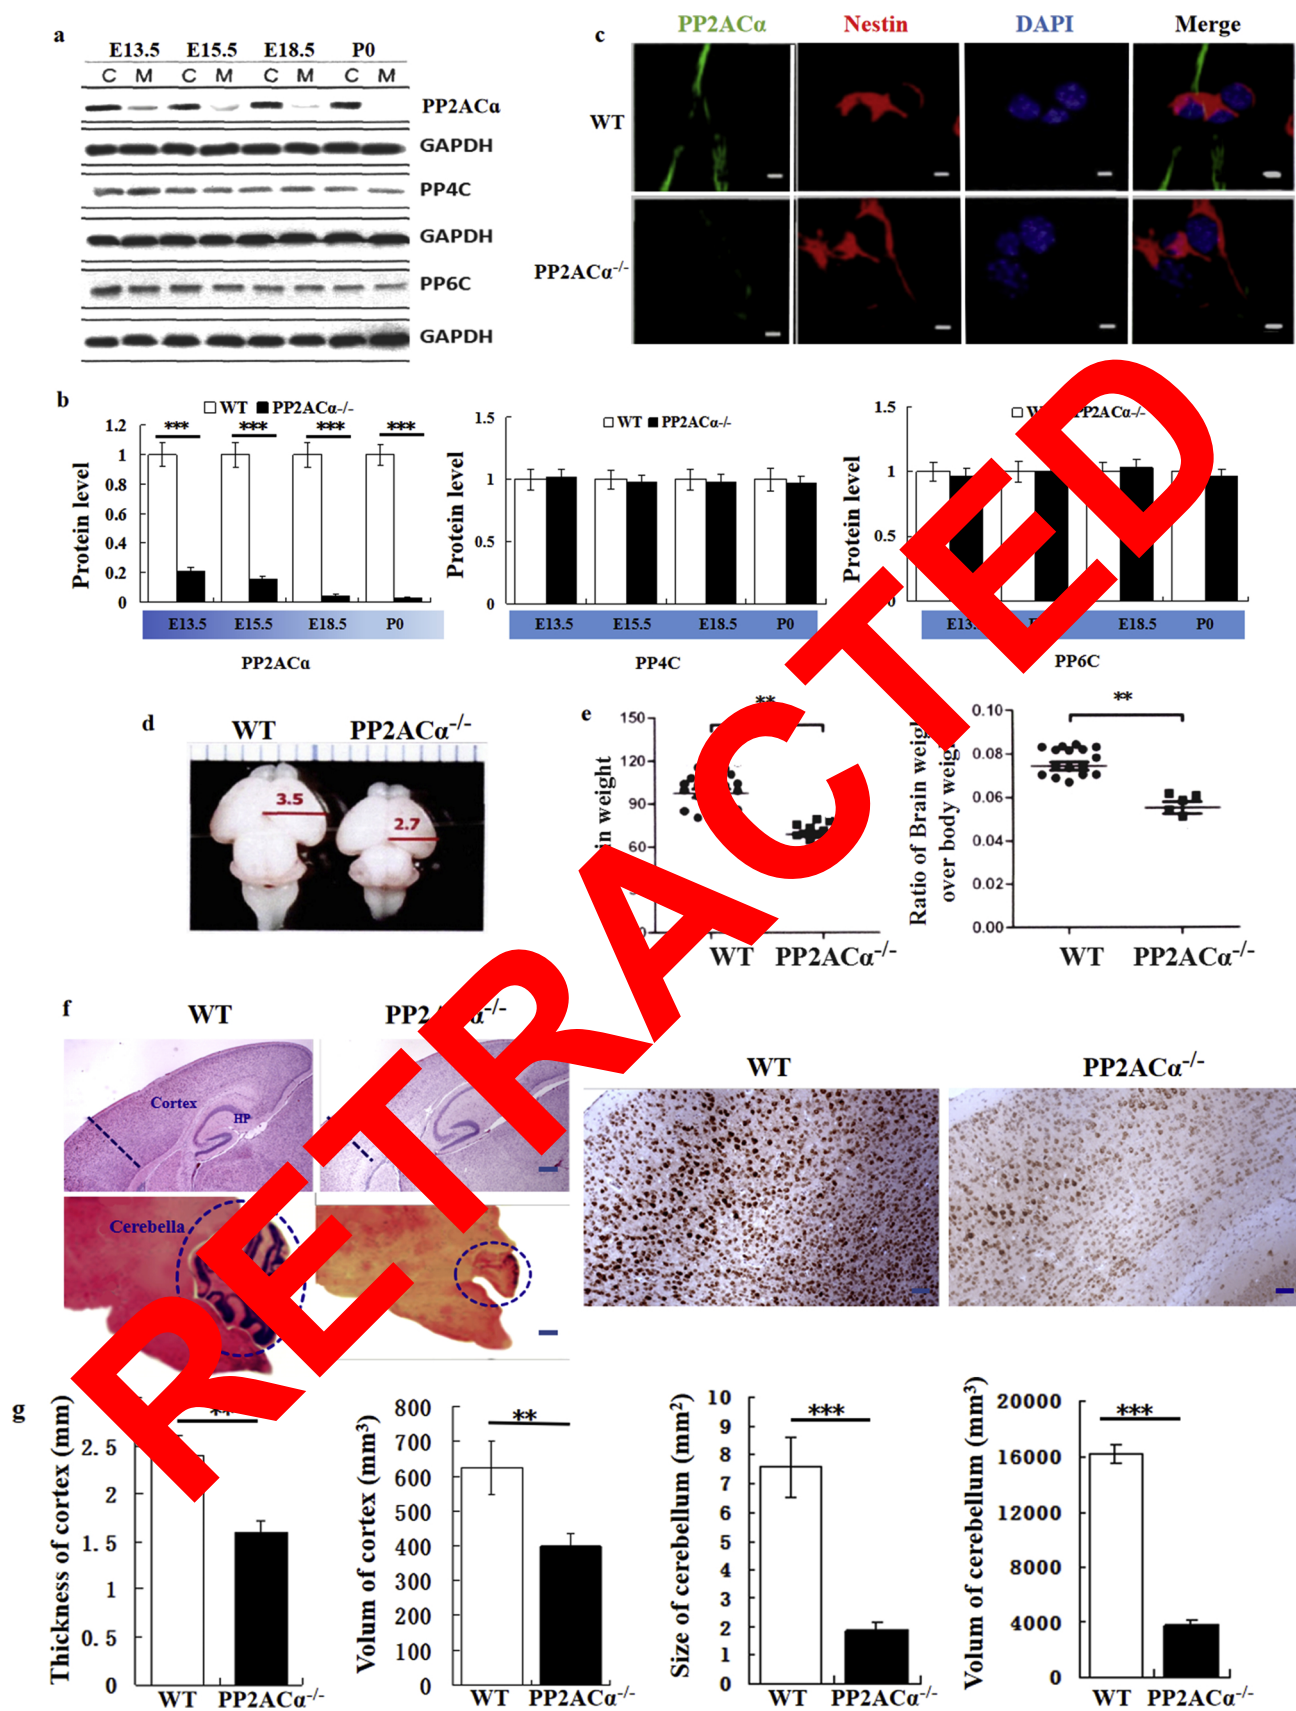 a
E13.5 E15.5 E18.5 P0
C M C M C M C M
PP2ACα
GAPDH
PP4C
GAPDH
PP6C
GAPDH
c
PP2ACα Nestin DAPI Merge
WT
PP2ACα-/-
b
WT PP2ACα-/-
*** *** *** ***
Protein level
1.2
1
0.8
0.6
0.4
0.2
0
E13.5 E15.5 E18.5 P0
PP2ACα
WT PP2ACα-/-
Protein level
1.5
1
0.5
0
E13.5 E15.5 E18.5 P0
PP4C
PP2ACα-/-
Protein level
1.5
1
0.5
0
E18.5 P0
PP6C
d
WT PP2ACα-/-
3.5
2.7
e
**
weight
150
120
90
60
WT PP2ACα-/-
**
Ratio of Brain
over body
0.10
0.08
0.06
0.04
0.02
0.00
WT PP2ACα-/-
f
WT
Cortex
HP
Cerebella
WT PP2ACα-/-
g
Thickness of cortex (mm)
2.5
2
1.5
1
0.5
0
WT PP2ACα-/-
**
Volum of cortex (mm3)
800
700
600
500
400
300
200
100
0
WT PP2ACα-/-
***
Size of cerebellum (mm2)
10
9
8
7
6
5
4
3
2
1
0
WT PP2ACα-/-
***
Volum of cerebellum (mm3)
20000
16000
12000
8000
4000
0
WT PP2ACα-/-
RETRACTED